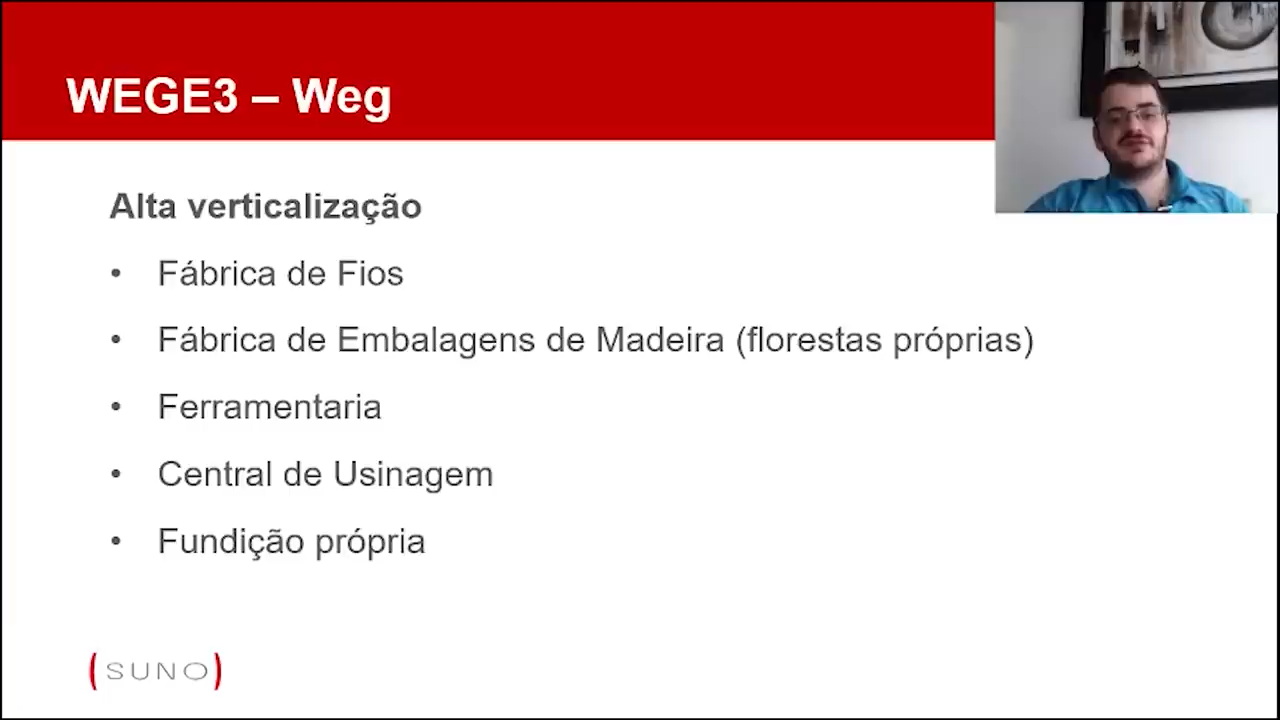 WEGE3 – Weg
Alta verticalização
• Fábrica de Fios
• Fábrica de Embalagens de Madeira (florestas próprias)
• Ferramentaria
• Central de Usinagem
• Fundição própria
(SUNO)